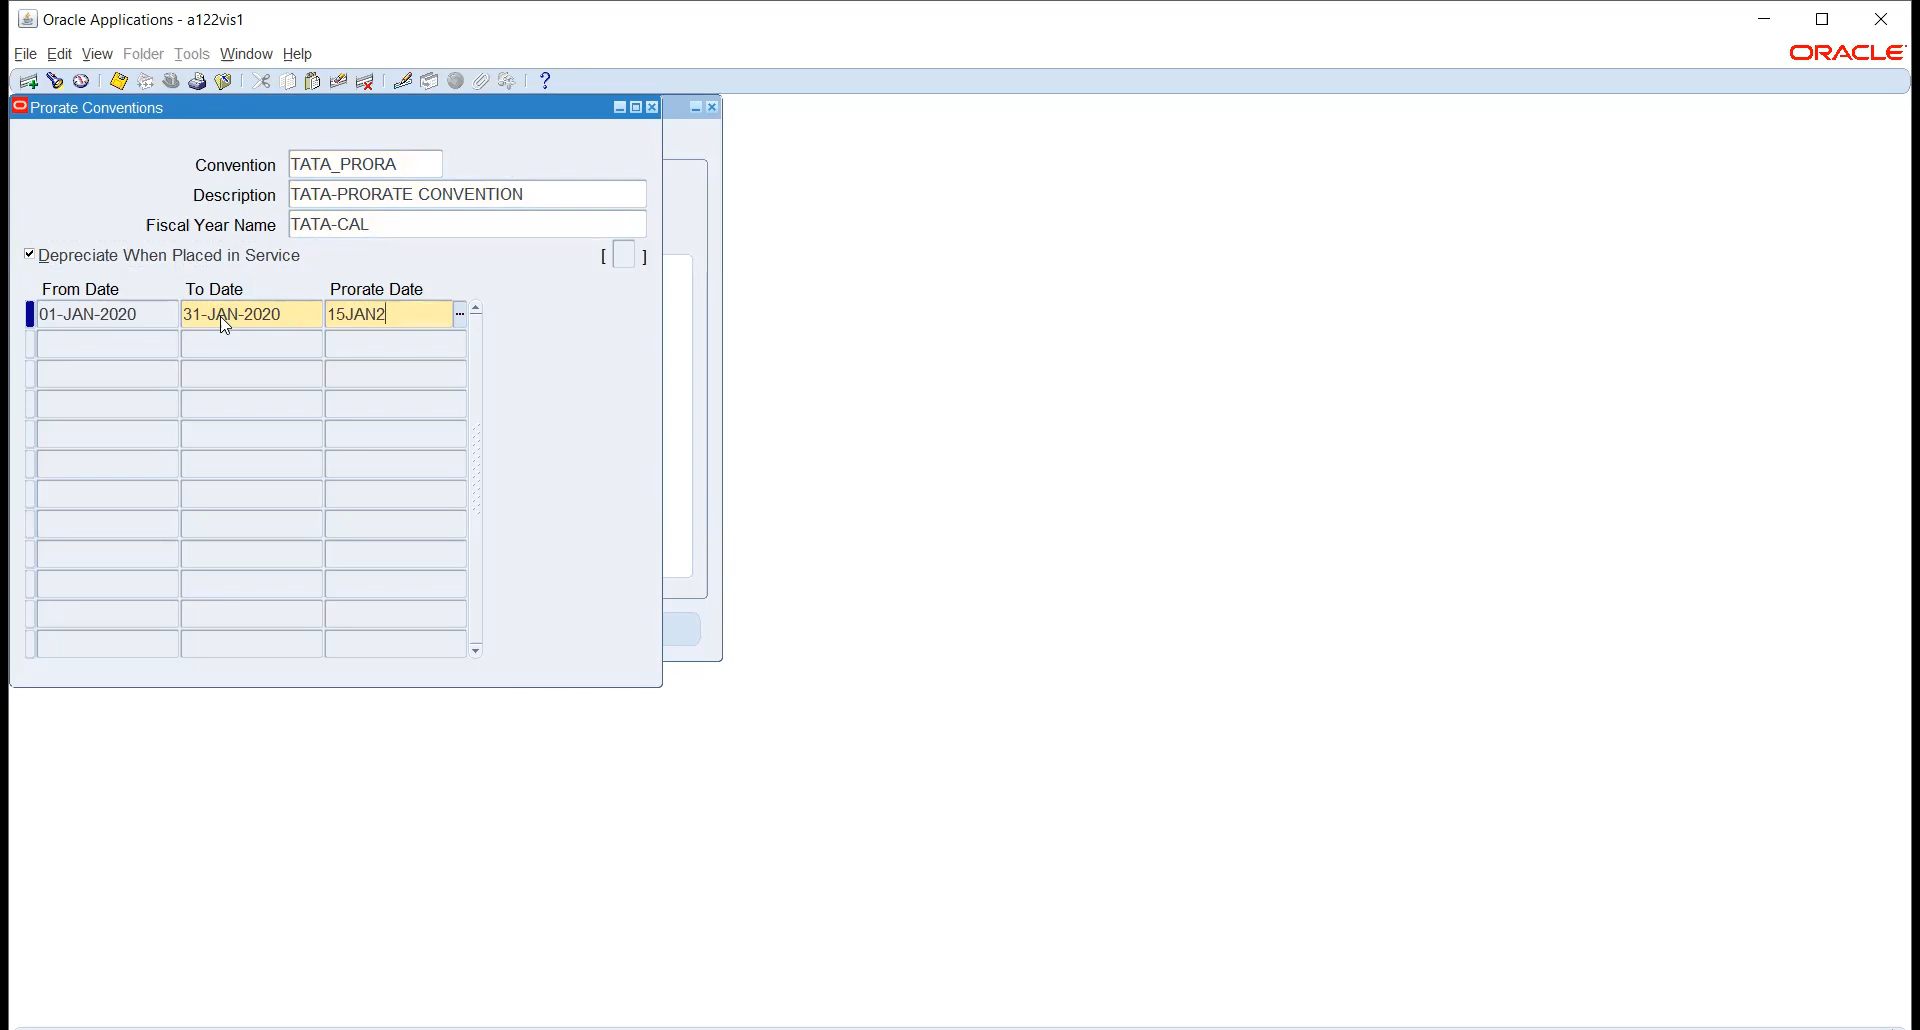 Oracle Applications - a122vis1
File Edit View Folder Tools Window Help
ORACLE
Prorate Conventions
Convention TATA_PRORA
Description TATA-PRORATE CONVENTION
Fiscal Year Name TATA-CAL
Depreciate When Placed in Service [ ]
From Date To Date Prorate Date
01-JAN-2020 31-JAN-2020 15JAN2